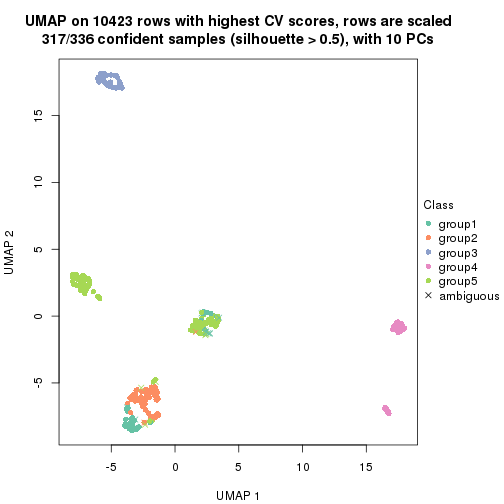 UMAP on 10423 rows with highest CV scores, rows are scaled
317/336 confident samples (silhouette > 0.5), with 10 PCs
15
10
5
0
-5
UMAP 2
-5
0
5
10
15
UMAP 1
Class
group1
group2
group3
group4
group5
ambiguous